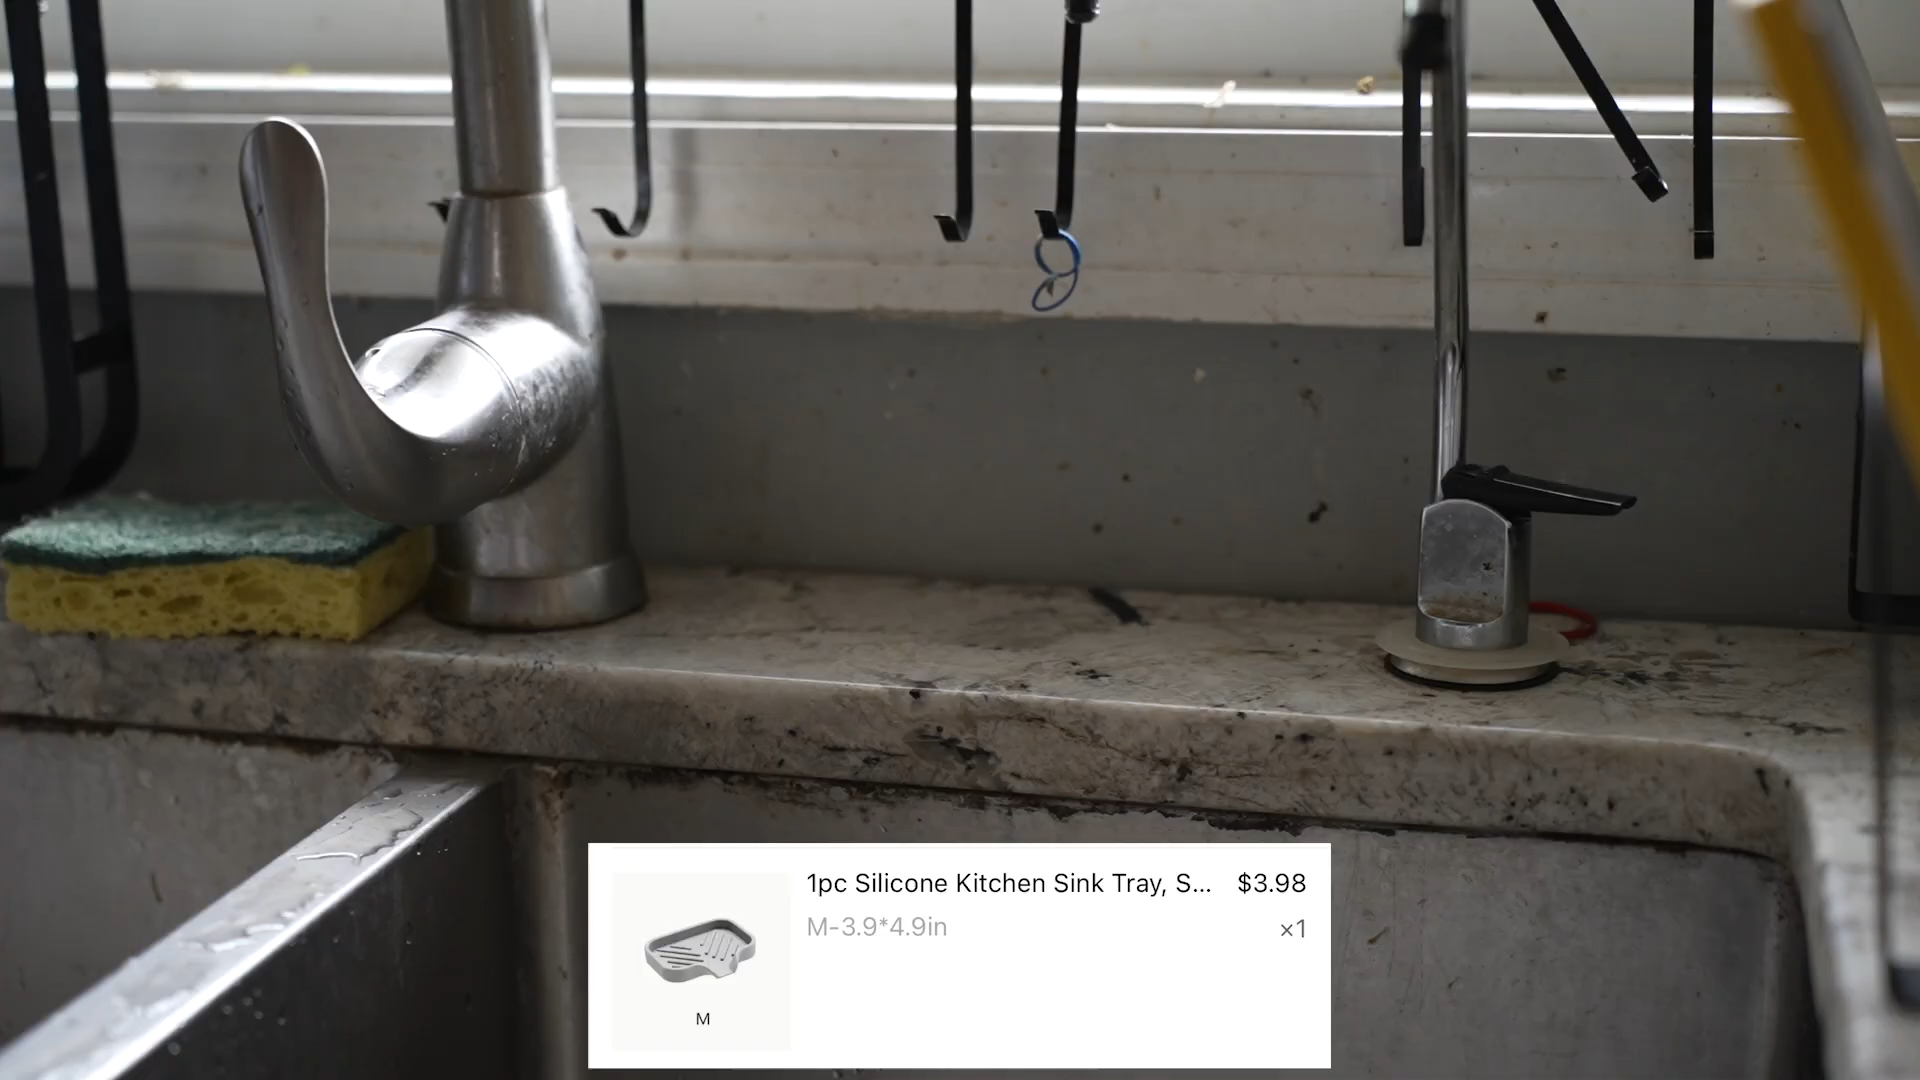 1pc Silicone Kitchen Sink Tray, S... $3.98
M-3.9*4.9in ×1
M